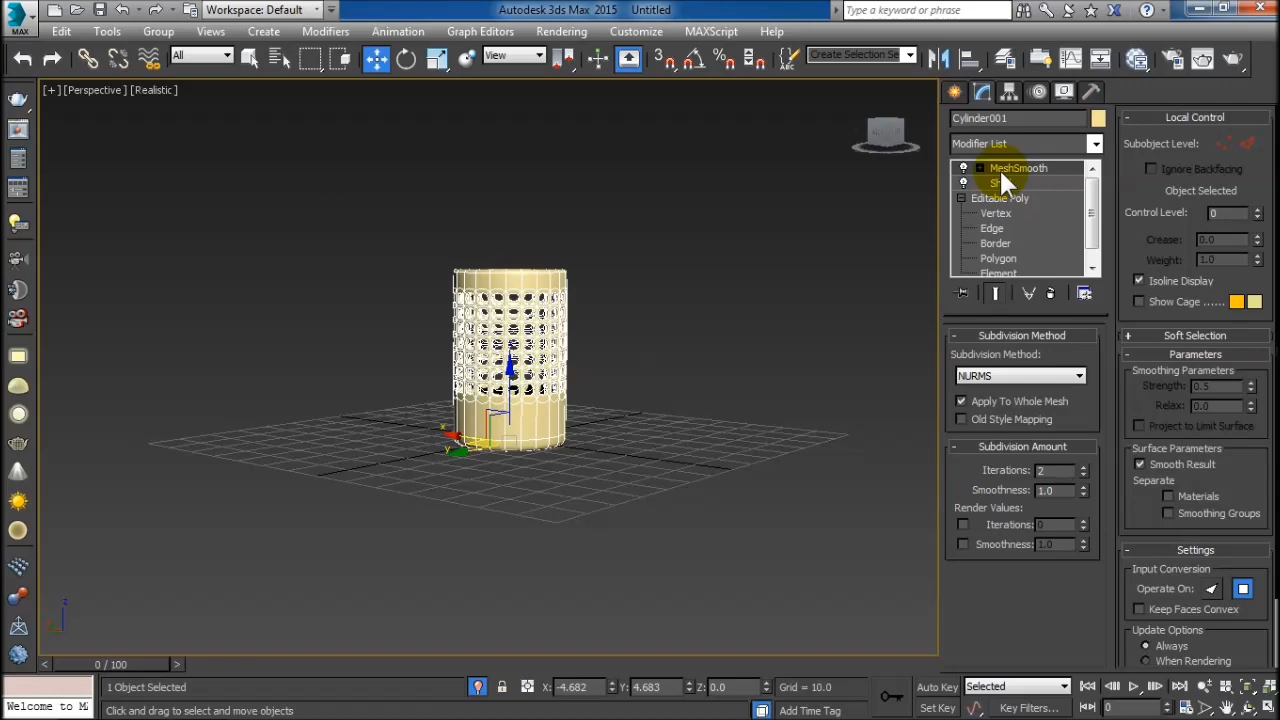 Workspace: Default
Autodesk 3ds Max 2015 Untitled
Type a keyword or phrase
MAX
Edit Tools Group Views Create Modifiers Animation Graph Editors Rendering Customize MAXScript Help
All
View
Create Selection Se
[+] [Perspective] [Realistic]
Cylinder001
Modifier List
MeshSmooth
Editable Poly
Vertex
Edge
Border
Polygon
Element
Subdivision Method
Subdivision Method:
NURMS
Apply To Whole Mesh
Old Style Mapping
Subdivision Amount
Iterations: 2
Smoothness: 1.0
Render Values:
Iterations: 0
Smoothness: 1.0
Local Control
Subobject Level:
Ignore Backfacing
Object Selected
Control Level: 0
Crease: 0.0
Weight: 1.0
Isoline Display
Show Cage ......
Soft Selection
Parameters
Smoothing Parameters
Strength: 0.5
Relax: 0.0
Project to Limit Surface
Surface Parameters
Smooth Result
Separate
Materials
Smoothing Groups
Settings
Input Conversion
Operate On:
Keep Faces Convex
Update Options
Always
When Rendering
x
y
z
0 / 100
1 Object Selected
X: -4.682 Y: 4.683 Z: 0.0
Grid = 10.0
Auto Key Selected
Welcome to M
Click and drag to select and move objects
Add Time Tag
Set Key Key Filters... 0